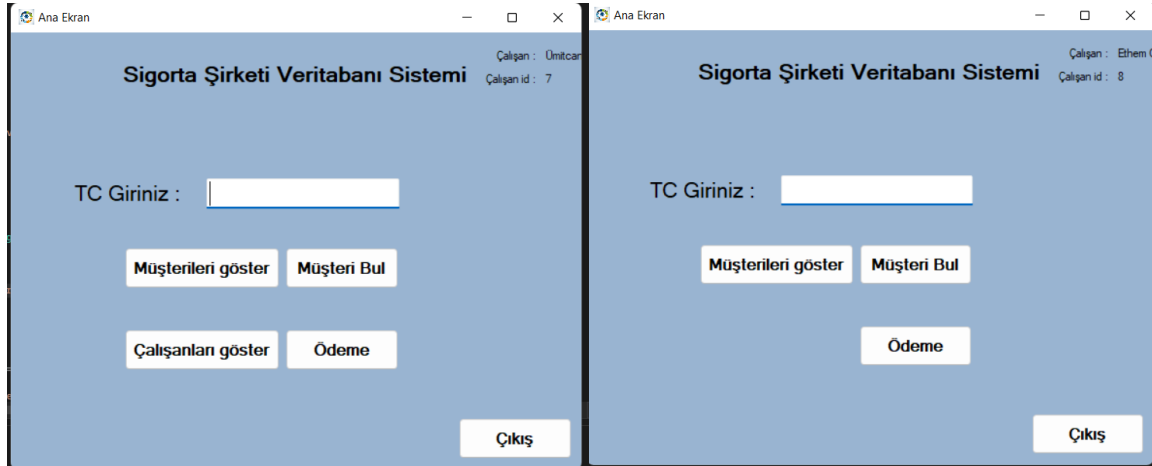 Ana Ekran
Çalışan : Ümitcan
Sigorta Şirketi Veritabanı Sistemi
Çalışan id : 7
TC Giriniz :
Müşterileri göster Müşteri Bul
Çalışanları göster Ödeme
Çıkış
Ana Ekran
Çalışan : Ethem
Sigorta Şirketi Veritabanı Sistemi
Çalışan id : 8
TC Giriniz :
Müşterileri göster Müşteri Bul
Ödeme
Çıkış